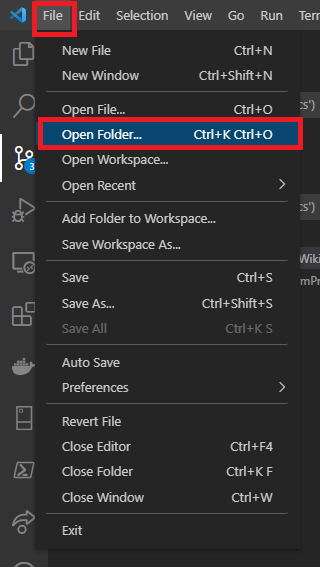 File Edit Selection View Go Run
New File Ctrl+N
New Window Ctrl+Shift+N
Open File... Ctrl+O
Open Folder... Ctrl+K Ctrl+O
Open Workspace...
Open Recent
Add Folder to Workspace...
Save Workspace As...
Save Ctrl+S
Save As... Ctrl+Shift+S
Save All Ctrl+K S
Auto Save
Preferences
Revert File
Close Editor Ctrl+F4
Close Folder Ctrl+K F
Close Window Ctrl+W
Exit
3
cs')
cs')
Wiki
mPr